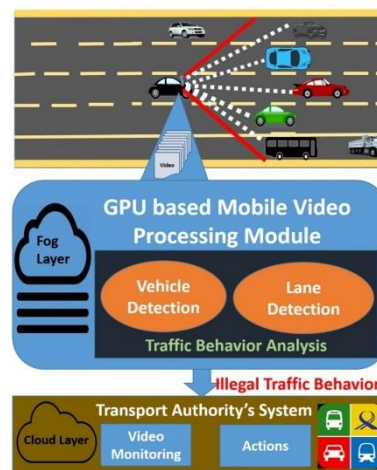 Video
GPU based Mobile Video
Processing Module
Fog
Layer
Vehicle
Detection
Lane
Detection
Traffic Behavior Analysis
Illegal Traffic Behavior
Transport Authority's System
Cloud Layer
Video
Monitoring
Actions